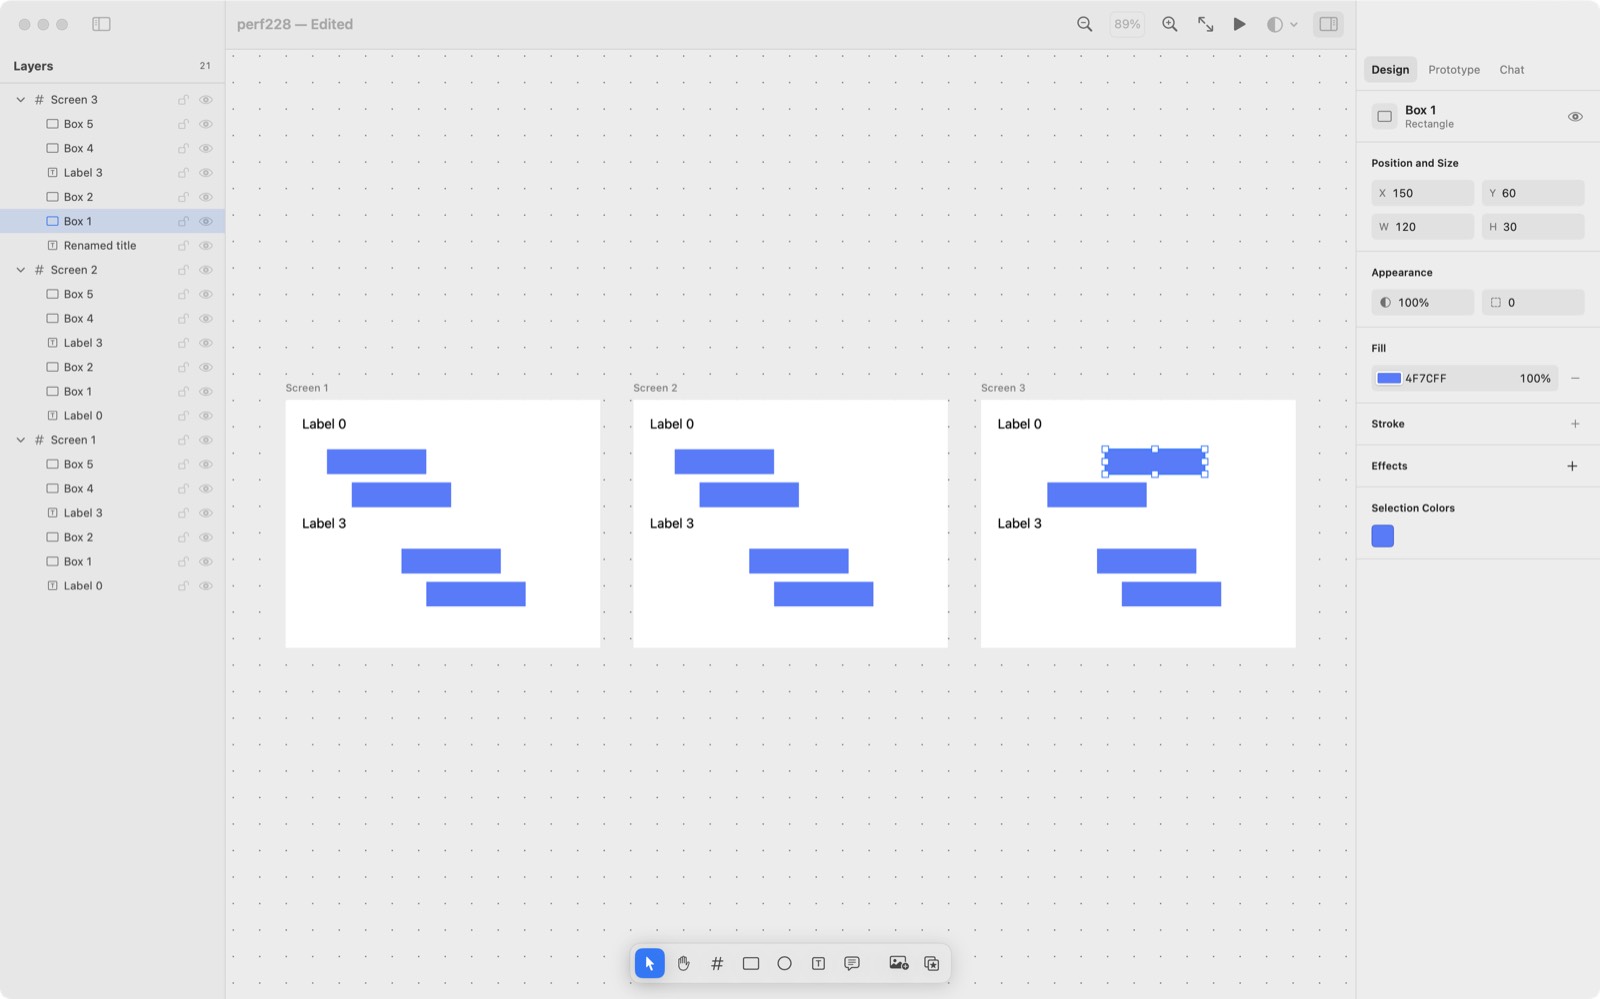 perf228 — Edited
89%
Layers
21
Screen 3
Box 5
Box 4
Label 3
Box 2
Box 1
Renamed title
Screen 2
Box 5
Box 4
Label 3
Box 2
Box 1
Label 0
Screen 1
Box 5
Box 4
Label 3
Box 2
Box 1
Label 0
Screen 1
Label 0
Label 3
Screen 2
Label 0
Label 3
Screen 3
Label 0
Label 3
Design Prototype Chat
Box 1
Rectangle
Position and Size
X 150 Y 60
W 120 H 30
Appearance
100% 0
Fill
4F7CFF 100%
Stroke
Effects
Selection Colors